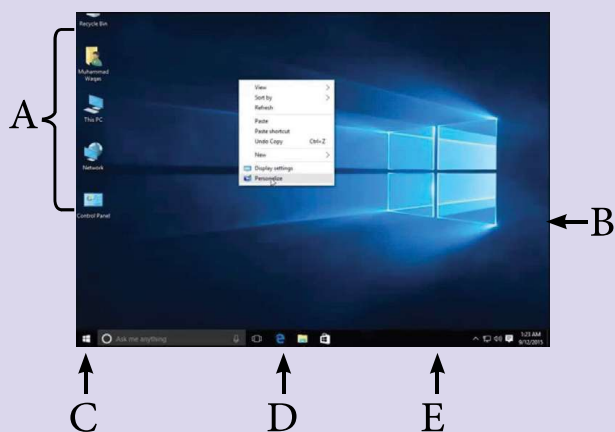 Recycle Bin
Muhammad
Waqas
This PC
Network
Control Panel
View
Sort by
Refresh
Paste
Paste shortcut
Undo Copy Ctrl+Z
New
Display settings
Personalize
A
B
Ask me anything
1:23 AM
9/12/2015
C
D
E